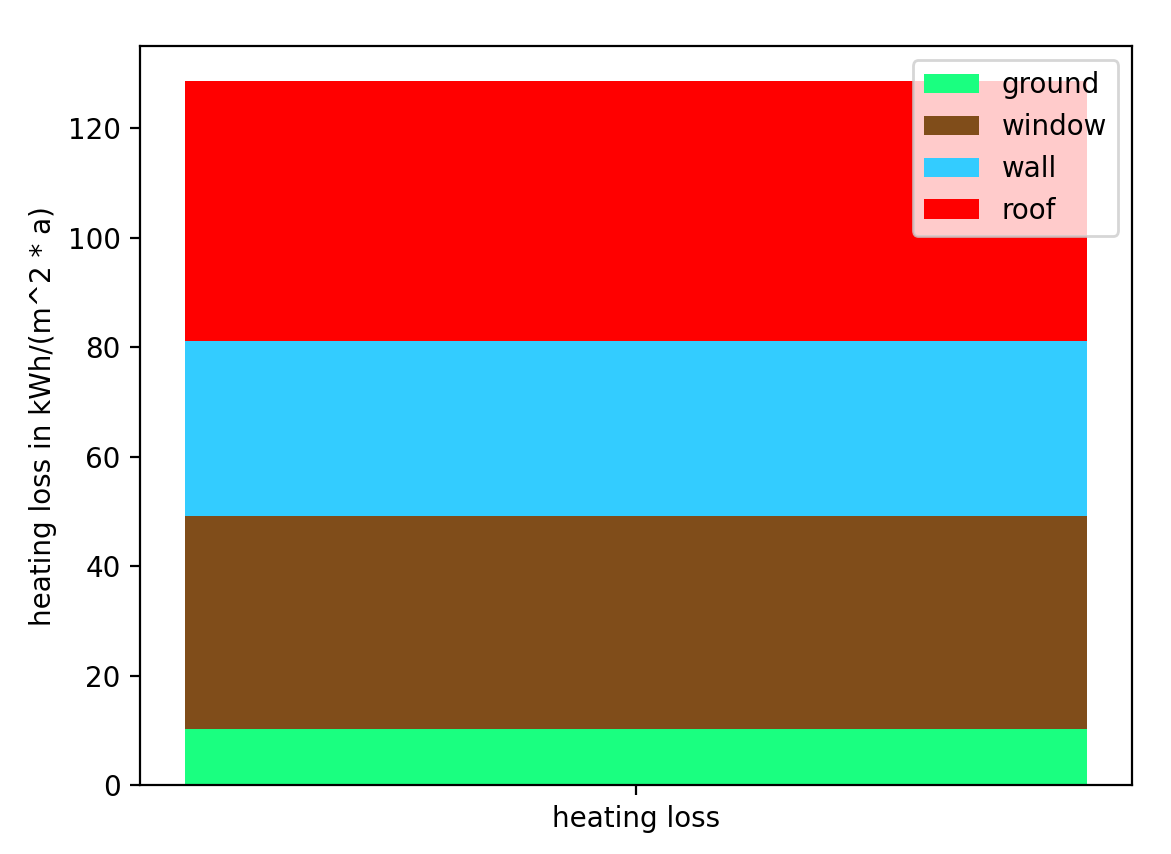 ground
window
wall
roof
120
100
80
60
40
20
0
heating loss in kWh/(m^2 * a)
heating loss